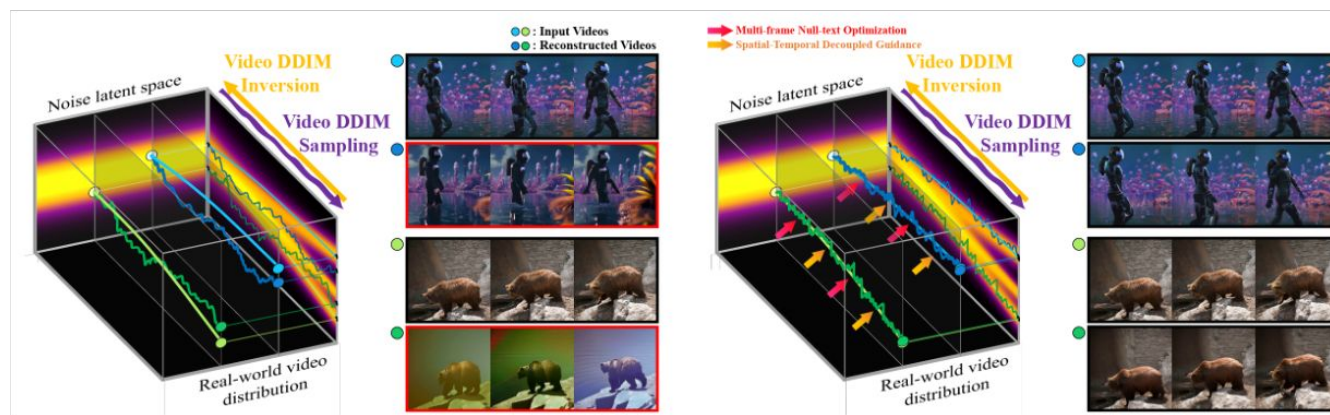 : Input Videos
: Reconstructed Videos
Video DDIM
Inversion
Noise latent space
Video DDIM
Sampling
Real-world video
distribution
Multi-frame Null-text Optimization
Spatial-Temporal Decoupled Guidance
Video DDIM
Inversion
Noise latent space
Video DDIM
Sampling
Real-world video
distribution